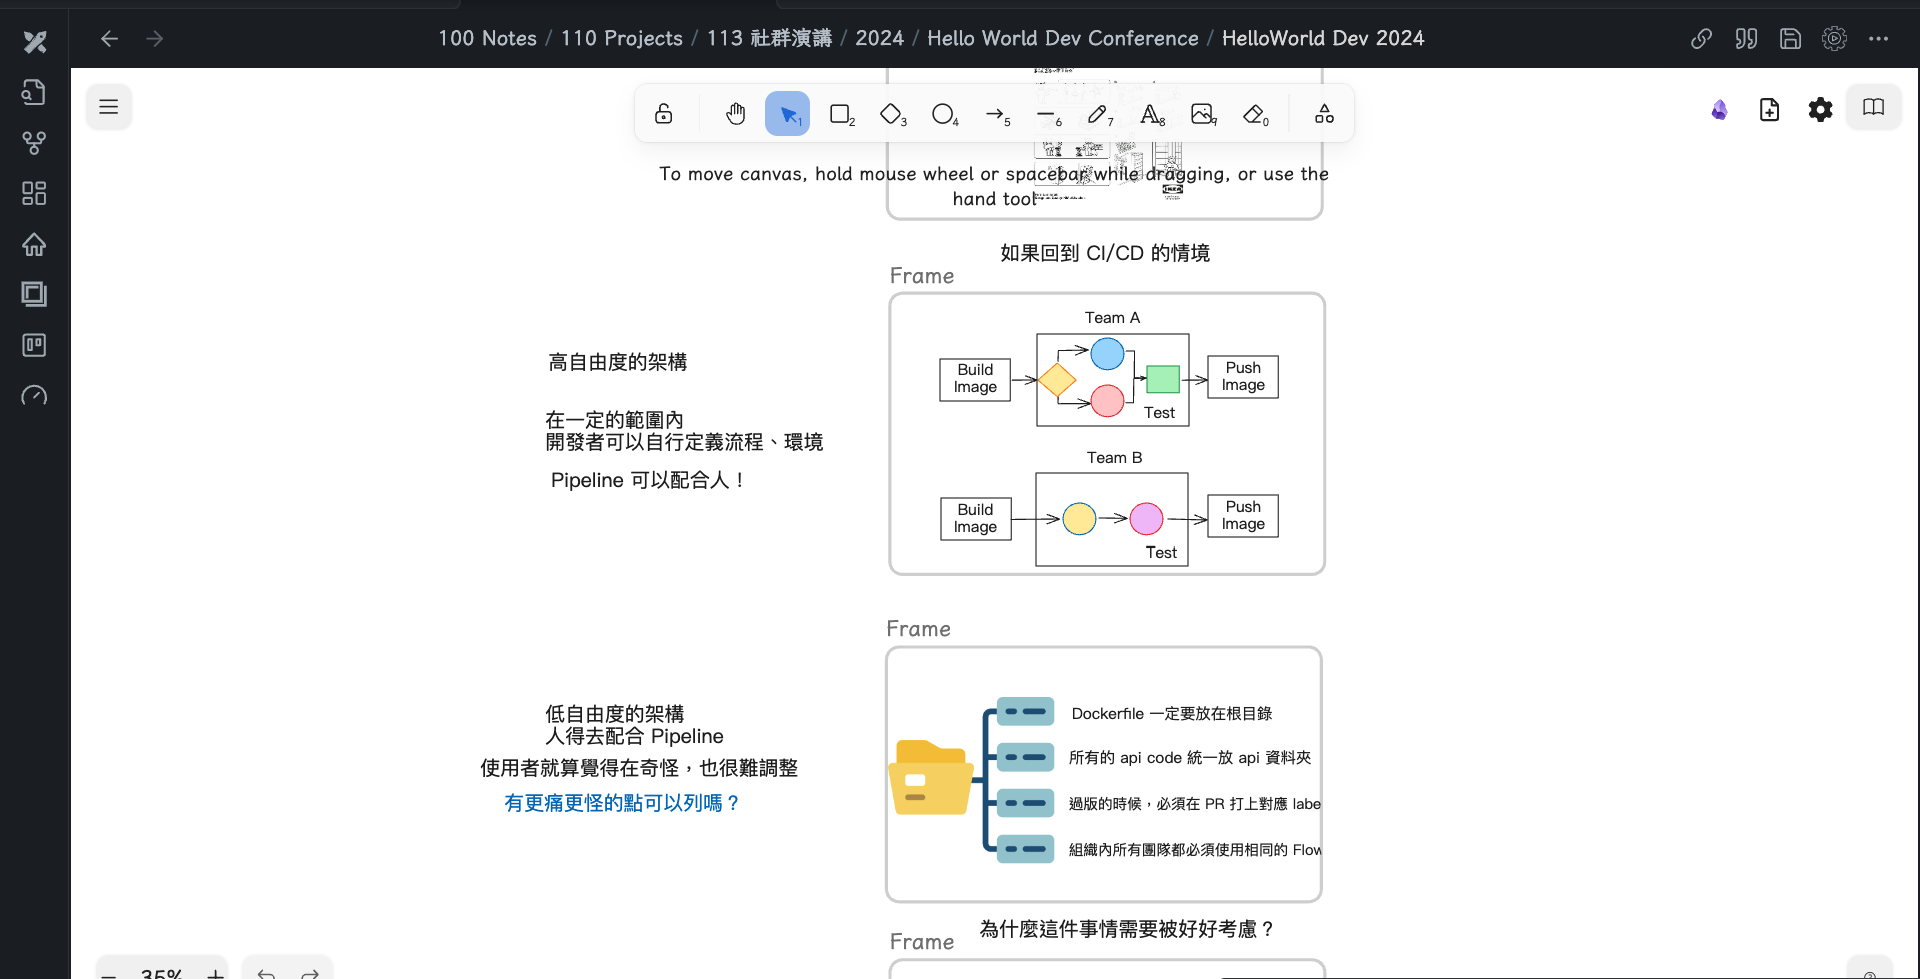 100 Notes / 110 Projects / 113 社群演講 / 2024 / Hello World Dev Conference / HelloWorld Dev 2024
1 2 3 4 5 6 7 8 9 0
To move canvas, hold mouse wheel or spacebar while dragging, or use the
hand tool
如果回到 CI/CD 的情境
Frame
Team A
Build
Image
Test
Push
Image
高自由度的架構
在一定的範圍內
開發者可以自行定義流程、環境
Pipeline 可以配合人！
Team B
Build
Image
Test
Push
Image
Frame
低自由度的架構
人得去配合 Pipeline
使用者就算覺得在奇怪，也很難調整
有更痛更怪的點可以列嗎？
Dockerfile 一定要放在根目錄
所有的 api code 統一放 api 資料夾
過版的時候，必須在 PR 打上對應 labe
組織內所有團隊都必須使用相同的 Flow
為什麼這件事情需要被好好考慮？
Frame
35%